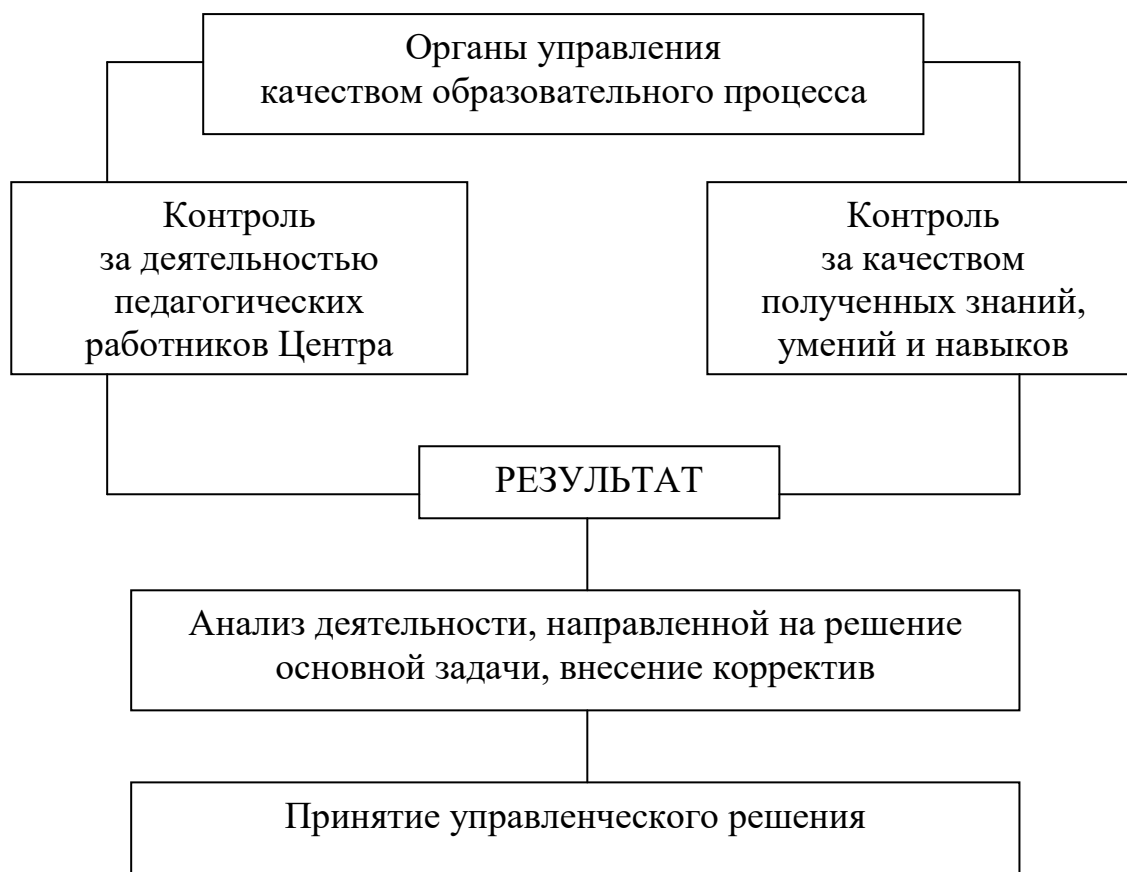 Органы управления
качеством образовательного процесса
Контроль
за деятельностью
педагогических
работников Центра
Контроль
за качеством
полученных знаний,
умений и навыков
РЕЗУЛЬТАТ
Анализ деятельности, направленной на решение
основной задачи, внесение корректив
Принятие управленческого решения